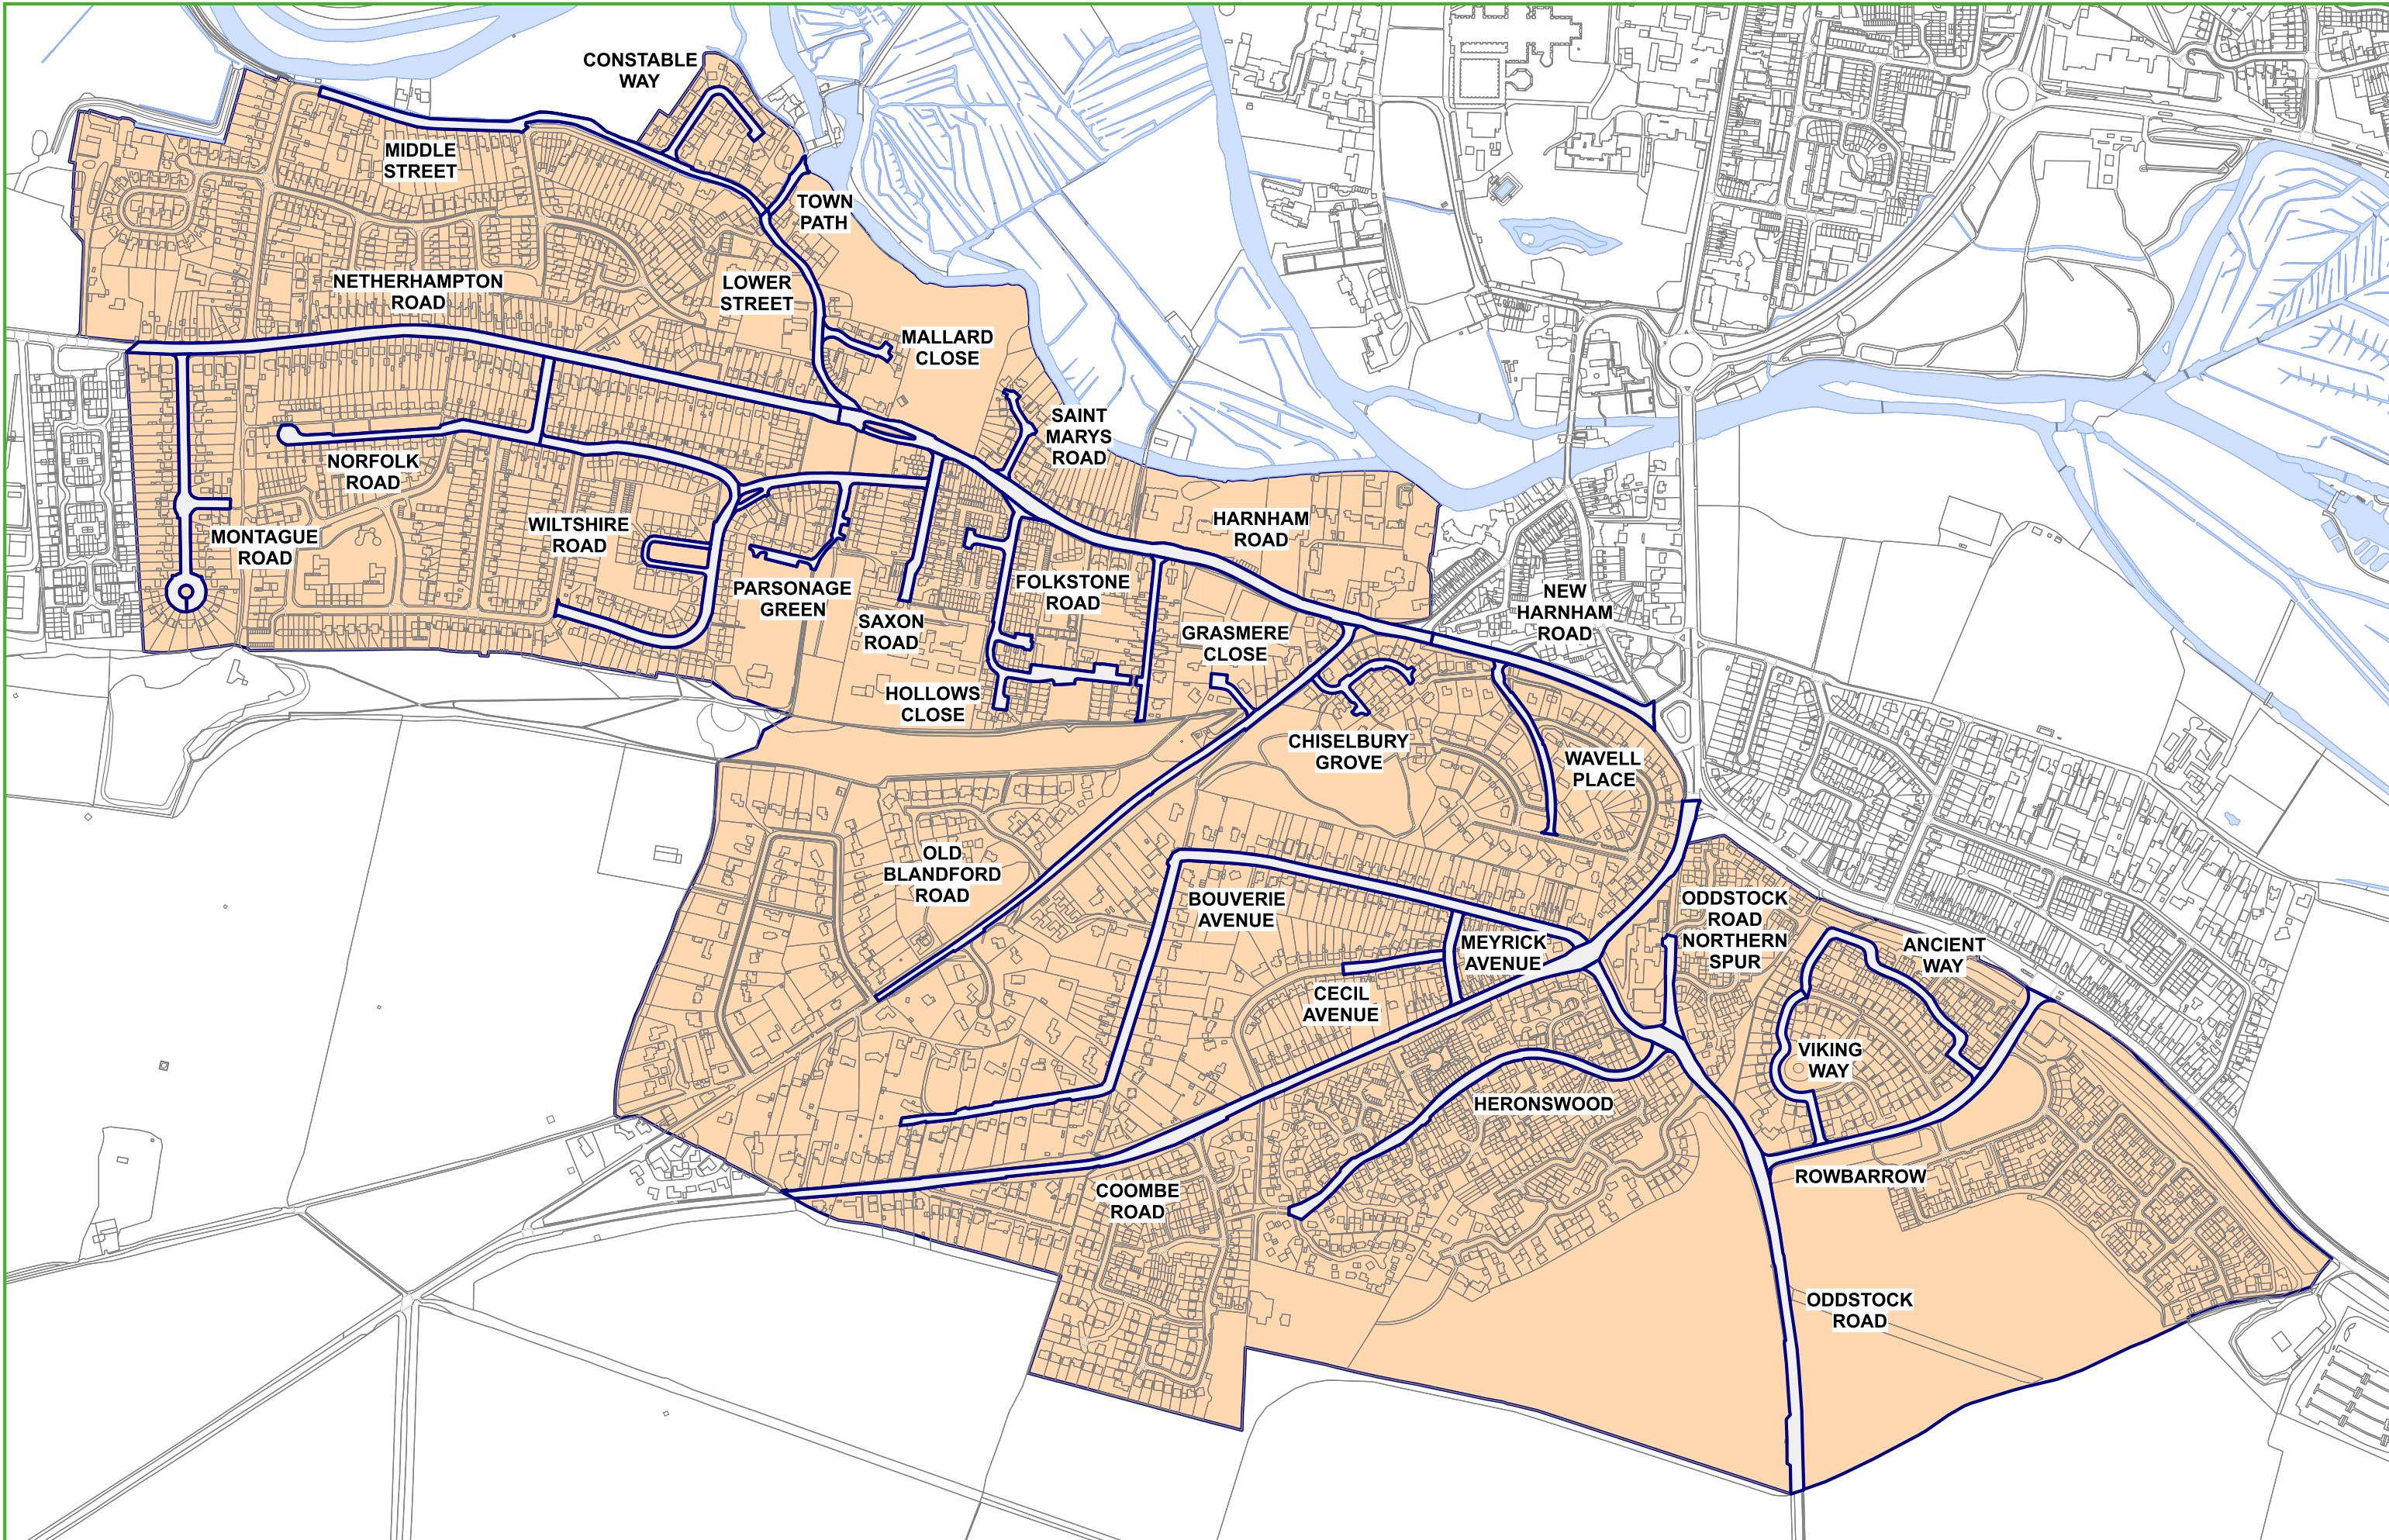 CONSTABLE
WAY
MIDDLE
STREET
TOWN
PATH
NETHERHAMPTON
ROAD
LOWER
STREET
MALLARD
CLOSE
SAINT
MARYS
ROAD
NORFOLK
ROAD
MONTAGUE
ROAD
WILTSHIRE
ROAD
HARNHAM
ROAD
PARSONAGE
GREEN
FOLKSTONE
ROAD
SAXON
ROAD
NEW
HARNHAM
ROAD
GRASMERE
CLOSE
HOLLOWS
CLOSE
CHISELBURY
GROVE
WAVELL
PLACE
OLD
BLANDFORD
ROAD
BOUVERIE
AVENUE
ODDSTOCK
ROAD
NORTHERN
SPUR
MEYRICK
AVENUE
ANCIENT
WAY
CECIL
AVENUE
VIKING
WAY
HERONSWOOD
ROWBARROW
COOMBE
ROAD
ODDSTOCK
ROAD